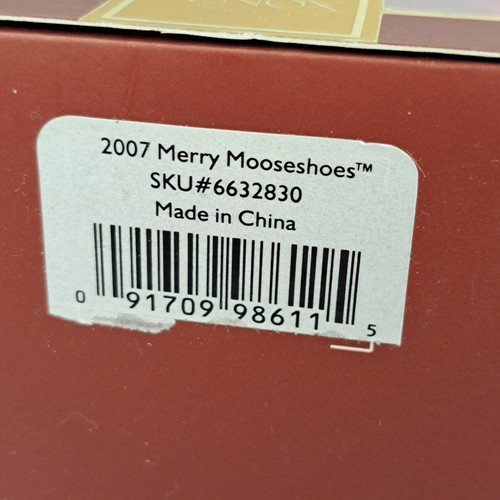 2007 Merry Mooseshoes™
SKU#6632830
Made in China
0 91709 98611 5